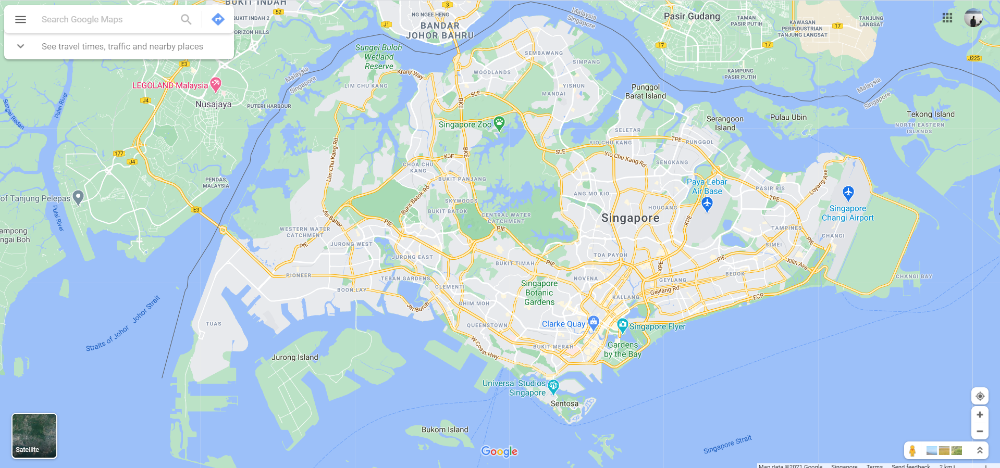 BUKIT INDAH
Search Google Maps
See travel times, traffic and nearby places
52
BUKIT INDAH 2
HORIZON HILLS
3
NG NGEE HENG
J1
BANDAR
JOHOR BAHRU
Malaysia
Singapore
Pasir Gudang
TAMAN
PASIR PUTIH
KAWASAN
PERINDUSTRIAN
TANJUNG LANGSAT
17
TANJUNG
LANGSAT
17
17
J225
KAMPUNG
PASIR PUTIH
Sungei Buloh
Wetland
Reserve
E3
LEGOLAND Malaysia
J4
Nusajaya
PUTERI HARBOUR
Malaysia
Singapore
LIM CHU KANG
Kranji Way
WOODLANDS
SEMBAWANG
SIMPANG
YISHUN
MANDAI
SLE
BKE
Punggol
Barat Island
Malaysia
Singapore
Sungai Redan
Pulai River
Singapore Zoo
SELETAR
Serangoon
Island
Pulau Ubin
Tekong Island
NORTH EASTERN
ISLANDS
177
J4
Lim Chu Kang Rd
KJE
BKE
SLE
YIO CHU KANG
Yio Chu Kang Rd
TPE
PUNGGOL
SENGKANG
CHOA CHU
KANG
BUKIT PANJANG
PENDAS,
MALAYSIA
Paya Lebar
Air Base
PASIR RIS
Loyang Ave
TPE
of Tanjung Pelepas
Pulai River
E3
Jln Bahar
Bukit Batok Rd
SKYWOODS
BUKIT BATOK
CENTRAL WATER
CATCHMENT
ANG MO KIO
HOUGANG
Singapore
KPE
Singapore
Changi Airport
ampong
ngai Boh
WESTERN WATER
CATCHMENT
PIE
PIE
PIE
JURONG WEST
TAMPINES
CHANGI
SIMEI
PIE
JURONG EAST
BUKIT TIMAH
PIE
TOA PAYOH
KPE
PIE
Xilin Ave
PIONEER
TEBAN GARDENS
BOON LAY
CLEMENTI
NOVENA
GEYLANG
BEDOK
CHANGI BAY
Singapore
Botanic
Gardens
Geylang Rd
KALLANG
ECP
GHIM MOH
Jln Buroh
Straits of Johor
Johor Strait
TUAS
QUEENSTOWN
Clarke Quay
Singapore Flyer
W Coast Hwy
BUKIT MERAH
Gardens
by the Bay
Jurong Island
Universal Studios
Singapore
Sentosa
Bukom Island
Singapore Strait
Satellite
Google
Map data ©2021 Google
Singapore
Terms
Send feedback
2 km